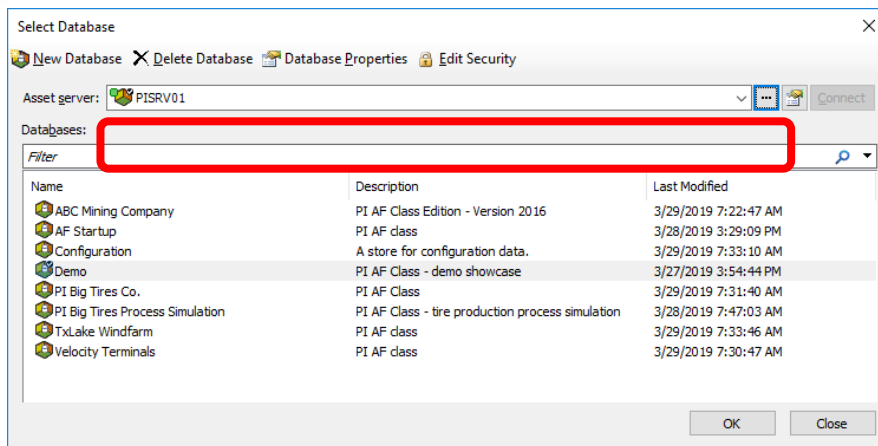 Select Database
New Database Delete Database Database Properties Edit Security
Asset server: PISRV01 ... Connect
Databases:
Filter
Name Description Last Modified
ABC Mining Company PI AF Class Edition - Version 2016 3/29/2019 7:22:47 AM
AF Startup PI AF class 3/28/2019 3:29:09 PM
Configuration A store for configuration data. 3/29/2019 7:33:10 AM
Demo PI AF Class - demo showcase 3/27/2019 3:54:44 PM
PI Big Tires Co. PI AF Class 3/29/2019 7:31:40 AM
PI Big Tires Process Simulation PI AF Class - tire production process simulation 3/28/2019 7:47:03 AM
TxLake Windfarm PI AF class 3/29/2019 7:33:46 AM
Velocity Terminals PI AF class 3/29/2019 7:30:47 AM
OK Close